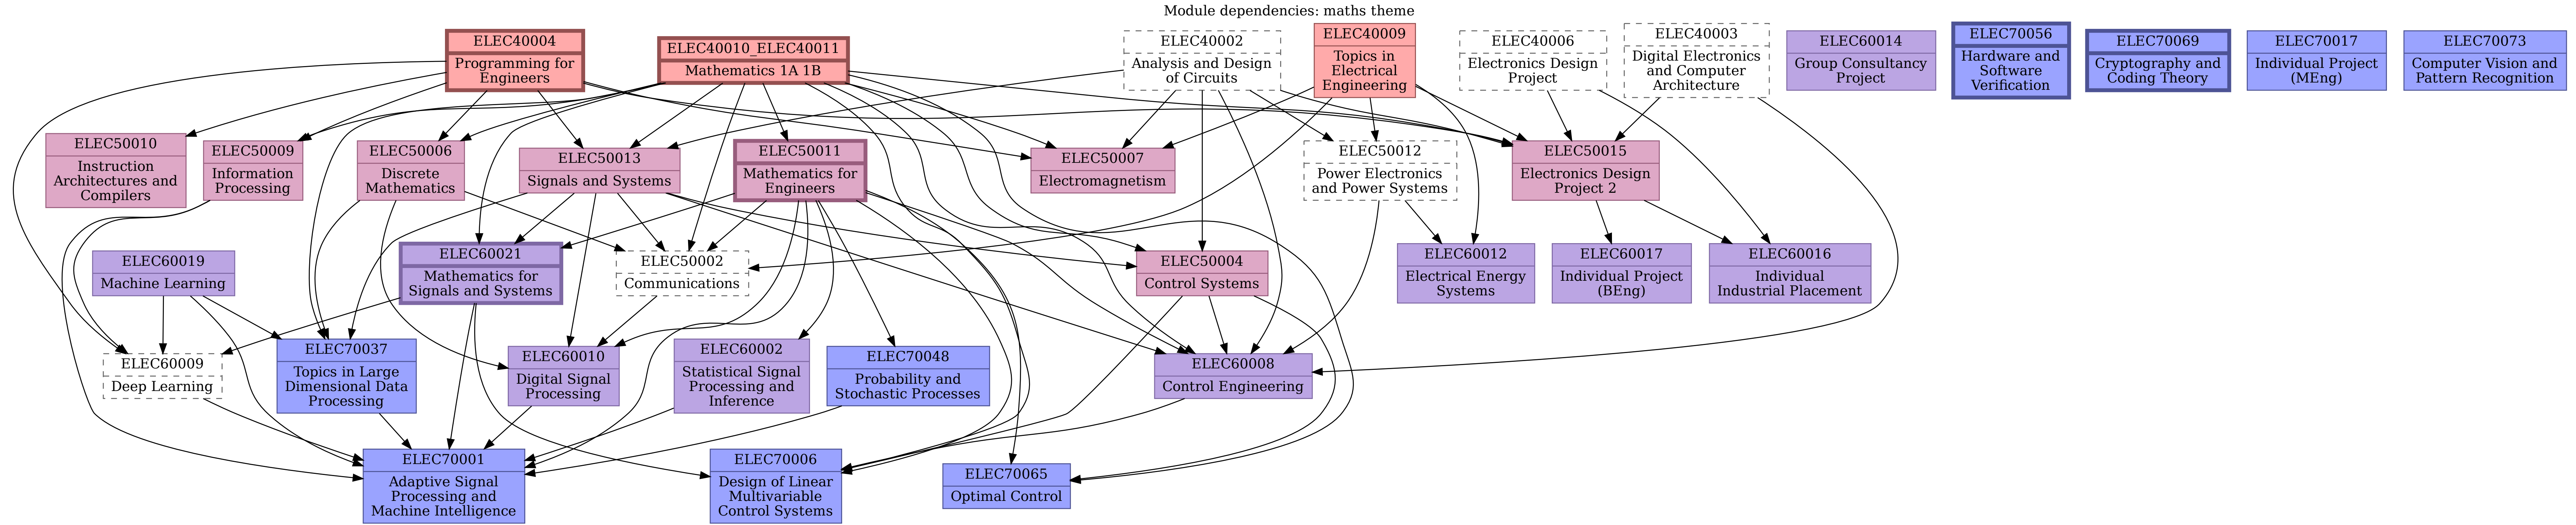 Module dependencies: maths theme
ELEC40004
Programming for
Engineers
ELEC40010_ELEC40011
Mathematics 1A 1B
ELEC40002
Analysis and Design
of Circuits
ELEC40009
Topics in
Electrical
Engineering
ELEC40006
Electronics Design
Project
ELEC40003
Digital Electronics
and Computer
Architecture
ELEC60014
Group Consultancy
Project
ELEC70056
Hardware and
Software
Verification
ELEC70069
Cryptography and
Coding Theory
ELEC70017
Individual Project
(MEng)
ELEC70073
Computer Vision and
Pattern Recognition
ELEC50010
Instruction
Architectures and
Compilers
ELEC50009
Information
Processing
ELEC50006
Discrete
Mathematics
ELEC50013
Signals and Systems
ELEC50011
Mathematics for
Engineers
ELEC50007
Electromagnetism
ELEC50012
Power Electronics
and Power Systems
ELEC50015
Electronics Design
Project 2
ELEC60019
Machine Learning
ELEC60021
Mathematics for
Signals and Systems
ELEC50002
Communications
ELEC50004
Control Systems
ELEC60012
Electrical Energy
Systems
ELEC60017
Individual Project
(BEng)
ELEC60016
Individual
Industrial Placement
ELEC60009
Deep Learning
ELEC70037
Topics in Large
Dimensional Data
Processing
ELEC60010
Digital Signal
Processing
ELEC60002
Statistical Signal
Processing and
Inference
ELEC70048
Probability and
Stochastic Processes
ELEC60008
Control Engineering
ELEC70001
Adaptive Signal
Processing and
Machine Intelligence
ELEC70006
Design of Linear
Multivariable
Control Systems
ELEC70065
Optimal Control